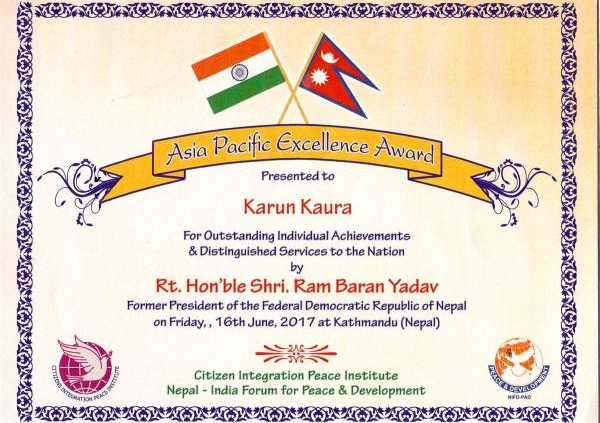 Asia Pacific Excellence Award
Presented to
Karun Kaura
For Outstanding Individual Achievements
& Distinguished Services to the Nation
by
Rt. Hon'ble Shri. Ram Baran Yadav
Former President of the Federal Democratic Republic of Nepal
on Friday, , 16th June, 2017 at Kathmandu (Nepal)
CITIZENS INTEGRATION PEACE INSTITUTE
Citizen Integration Peace Institute
Nepal - India Forum for Peace & Development
PEACE & DEVELOPMENT
NIFO-PAD